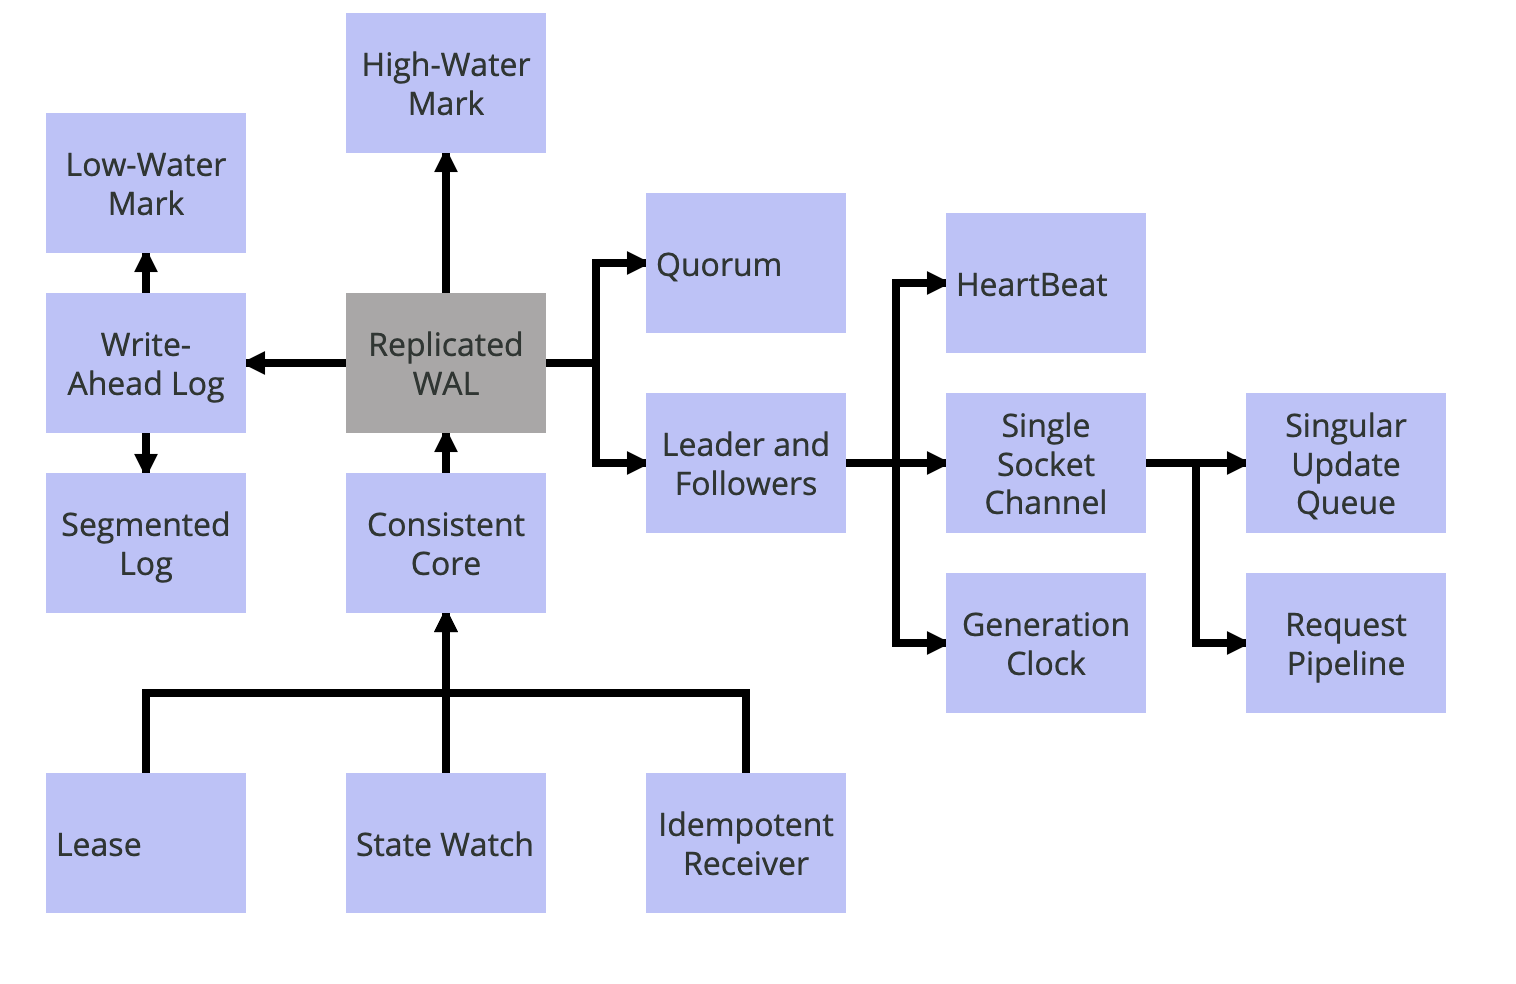 High-Water
Mark
Low-Water
Mark
Quorum
HeartBeat
Write-
Ahead Log
Replicated
WAL
Leader and
Followers
Single
Socket
Channel
Singular
Update
Queue
Segmented
Log
Consistent
Core
Generation
Clock
Request
Pipeline
Lease
State Watch
Idempotent
Receiver